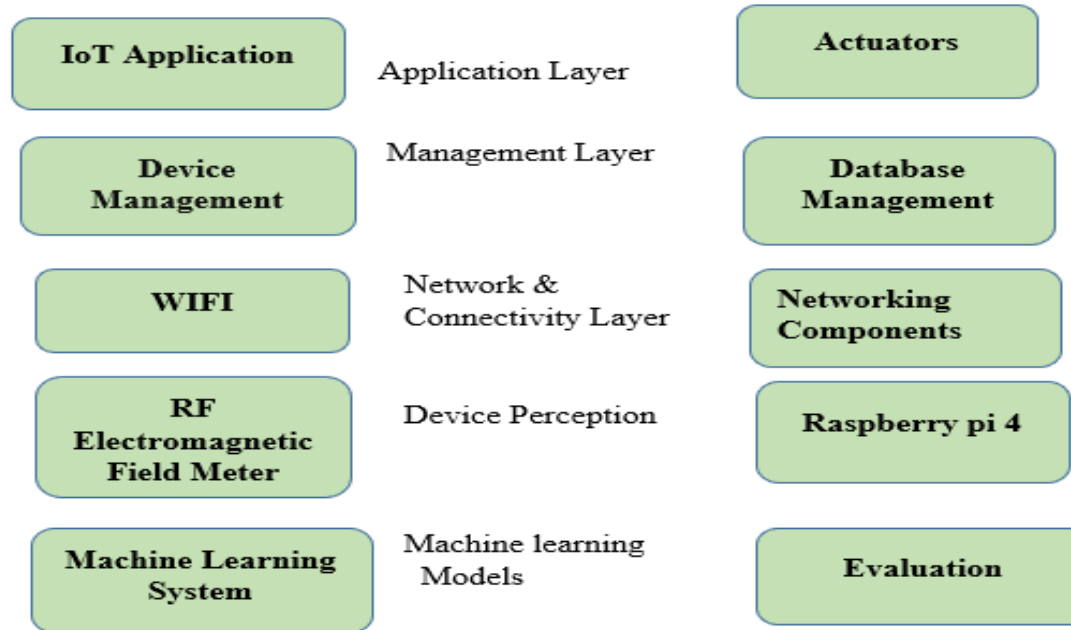 IoT Application
Application Layer
Actuators
Device
Management
Management Layer
Database
Management
WIFI
Network &
Connectivity Layer
Networking
Components
RF
Electromagnetic
Field Meter
Device Perception
Raspberry pi 4
Machine Learning
System
Machine learning
Models
Evaluation